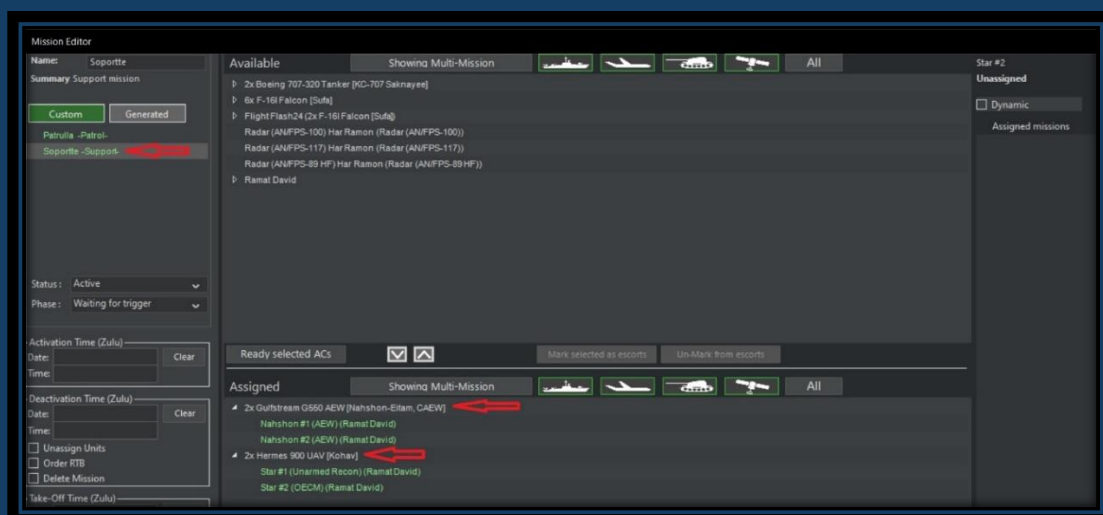 Mission Editor
Name: Soportte
Summary Support mission
Custom Generated
Patrulla -Patrol-
Soportte -Support-
Status: Active
Phase: Waiting for trigger
Activation Time (Zulu)
Date: Clear
Time:
Deactivation Time (Zulu)
Date: Clear
Time:
Unassign Units
Order RTB
Delete Mission
Take-Off Time (Zulu)
Available Showing Multi-Mission All
2x Boeing 707-320 Tanker [KC-707 Saknayee]
6x F-16I Falcon [Sufa]
Flight Flash24 (2x F-16I Falcon [Sufa])
Radar (AN/FPS-100) Har Ramon (Radar (AN/FPS-100))
Radar (AN/FPS-117) Har Ramon (Radar (AN/FPS-117))
Radar (AN/FPS-89 HF) Har Ramon (Radar (AN/FPS-89 HF))
Ramat David
Ready selected ACs Mark selected as escorts Un-Mark from escorts
Assigned Showing Multi-Mission All
2x Gulfstream G550 AEW [Nahshon-Eitam, CAEW]
Nahshon #1 (AEW) (Ramat David)
Nahshon #2 (AEW) (Ramat David)
2x Hermes 900 UAV [Kohav]
Star #1 (Unarmed Recon) (Ramat David)
Star #2 (OECM) (Ramat David)
Star #2
Unassigned
Dynamic
Assigned missions